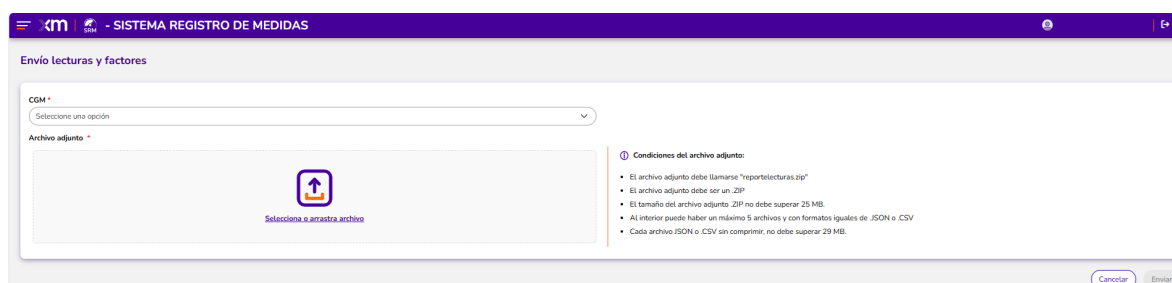 xm SRM - SISTEMA REGISTRO DE MEDIDAS
Envío lecturas y factores
CGM *
Seleccione una opción
Archivo adjunto *
Selecciona o arrastra archivo
Condiciones del archivo adjunto:
El archivo adjunto debe llamarse "reportelecturas.zip"
El archivo adjunto debe ser un .ZIP
El tamaño del archivo adjunto .ZIP no debe superar 25 MB.
Al interior puede haber un máximo 5 archivos y con formatos iguales de .JSON o .CSV
Cada archivo JSON o .CSV sin comprimir, no debe superar 29 MB.
Cancelar Enviar